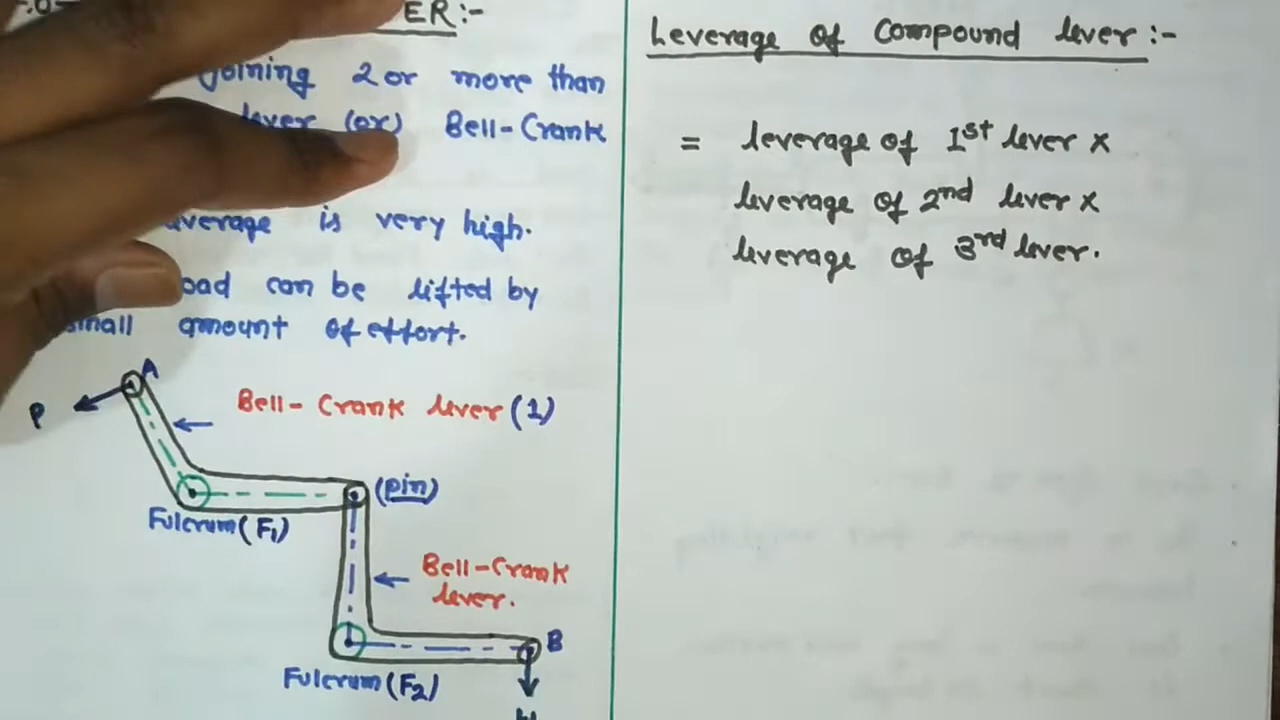 ER:-
joining 2 or more than
lever (or) Bell-Crank
leverage is very high.
load can be lifted by
small amount of effort.
A
P
Bell-Crank lever (1)
(pin)
Fulcrum (F1)
Bell-Crank
lever.
B
Fulcrum (F2)
W
Leverage of Compound lever :-
= leverage of 1st lever x
leverage of 2nd lever x
leverage of 3rd lever.